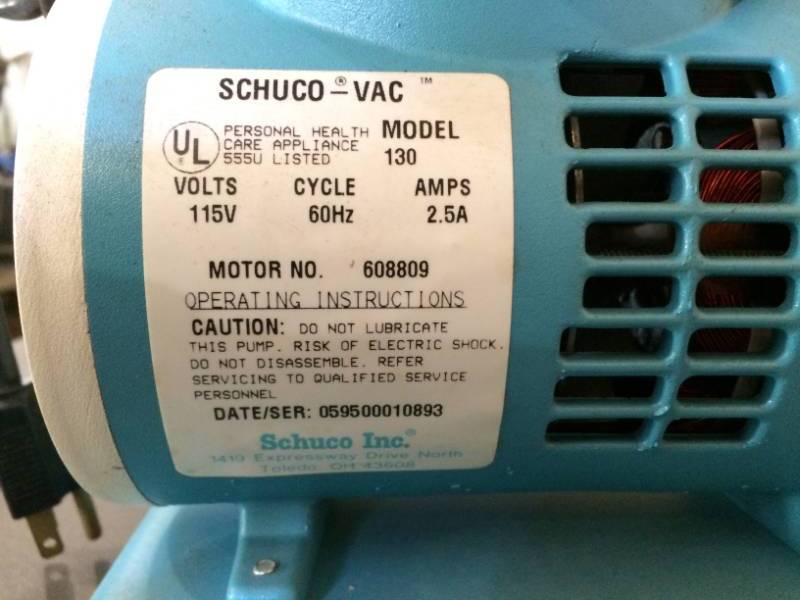 SCHUCO®-VAC™
UL® PERSONAL HEALTH CARE APPLIANCE 555U LISTED
MODEL 130
VOLTS CYCLE AMPS
115V 60Hz 2.5A
MOTOR NO. 608809
OPERATING INSTRUCTIONS
CAUTION: DO NOT LUBRICATE
THIS PUMP. RISK OF ELECTRIC SHOCK.
DO NOT DISASSEMBLE. REFER
SERVICING TO QUALIFIED SERVICE
PERSONNEL
DATE/SER: 059500010893
Schuco Inc.®
1410 Expressway Drive North
Toledo OH 43608